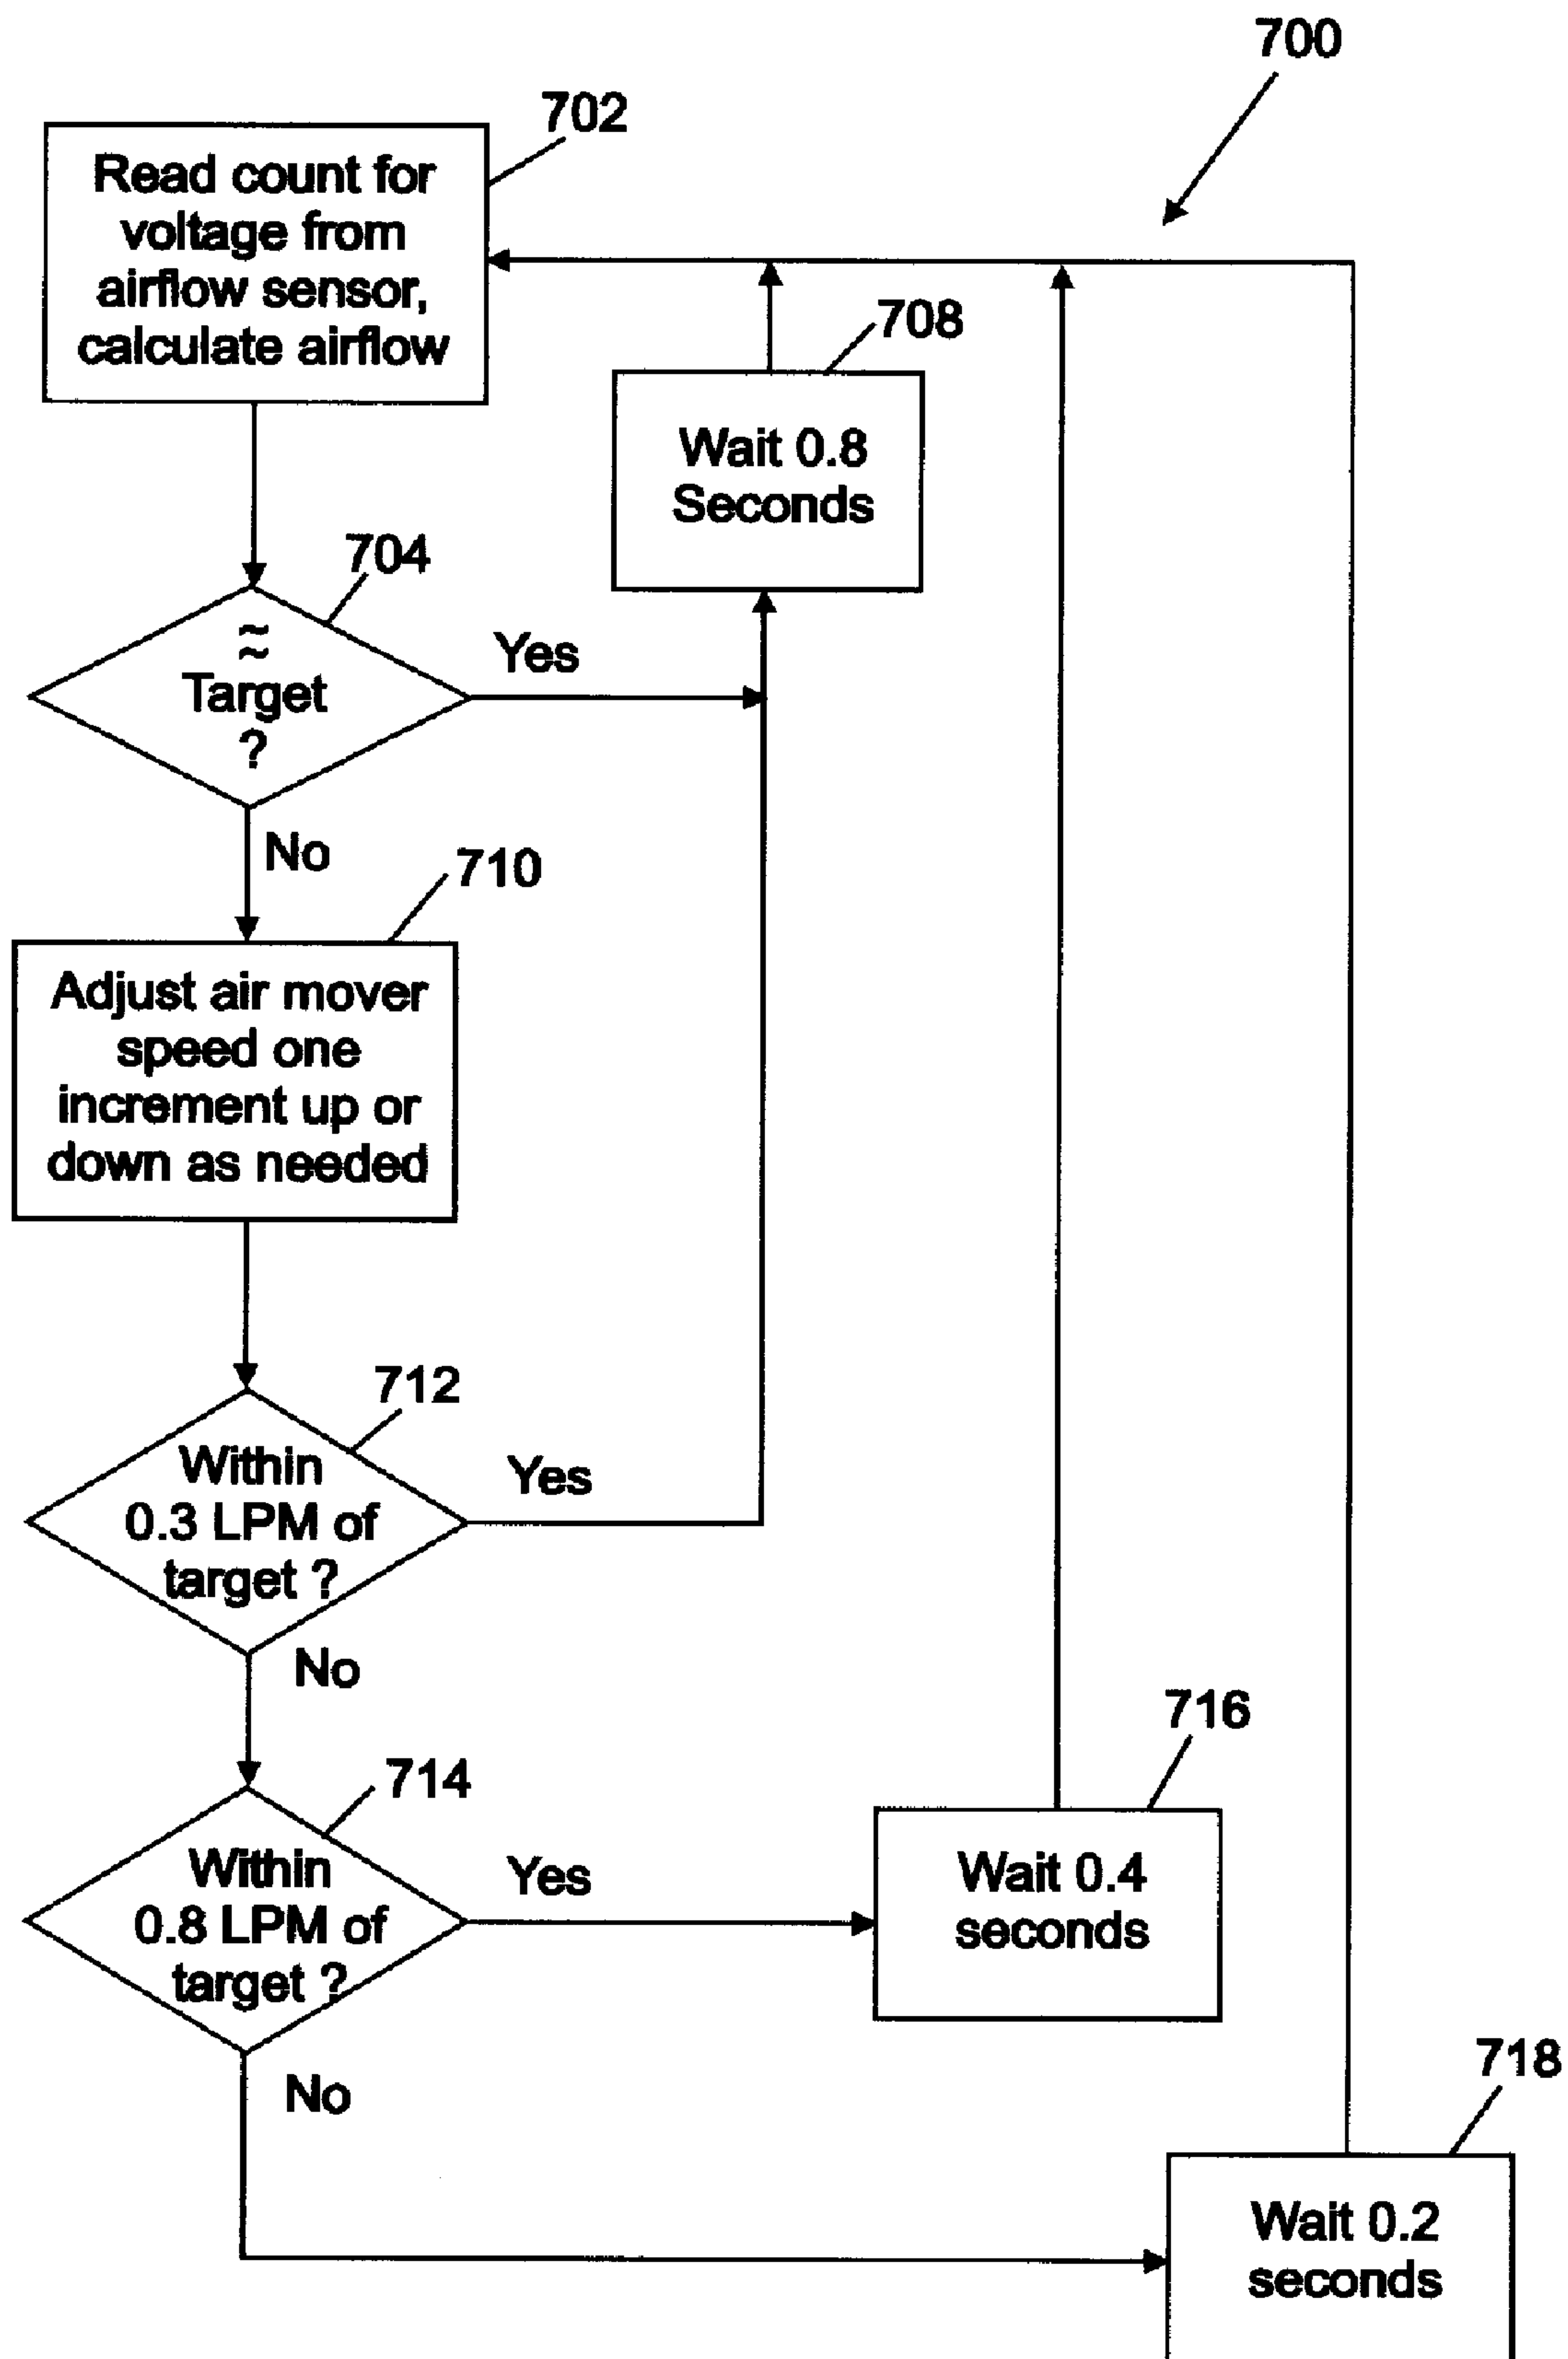 700
702
Read count for
voltage from
airflow sensor,
calculate airflow
708
Wait 0.8
Seconds
704
≈
Target
?
Yes
No
710
Adjust air mover
speed one
increment up or
down as needed
712
Within
0.3 LPM of
target ?
Yes
No
714
Within
0.8 LPM of
target ?
Yes
716
Wait 0.4
seconds
No
718
Wait 0.2
seconds